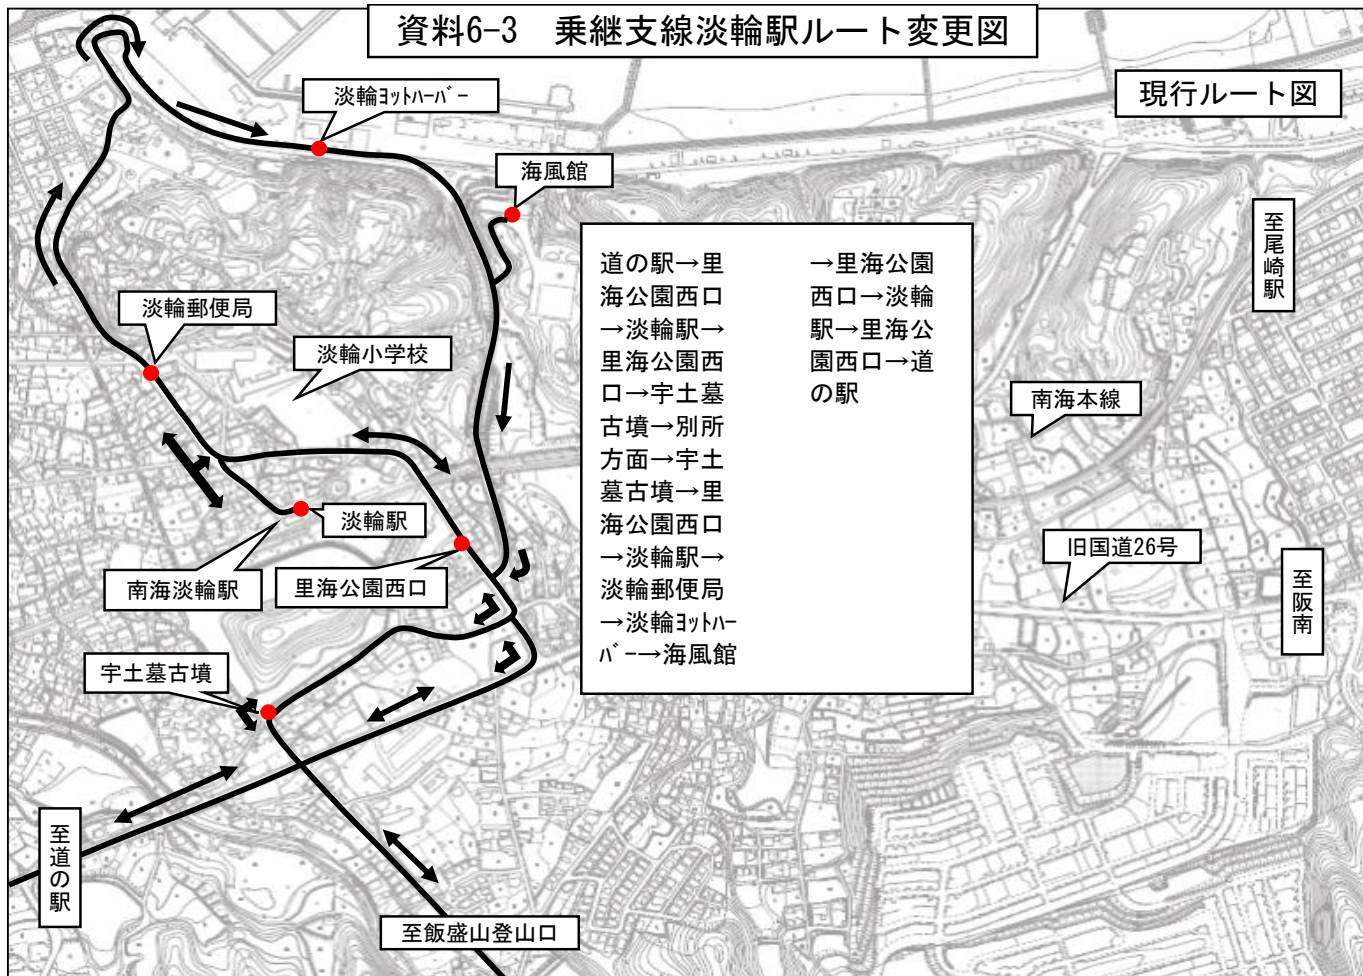 資料6-3　乗継支線淡輪駅ルート変更図
現行ルート図
淡輪ﾖｯﾄﾊｰﾊﾞｰ
海風館
至尾崎駅
淡輪郵便局
淡輪小学校
道の駅→里
海公園西口
→淡輪駅→
里海公園西
口→宇土墓
古墳→別所
方面→宇土
墓古墳→里
海公園西口
→淡輪駅→
淡輪郵便局
→淡輪ﾖｯﾄﾊｰ
ﾊﾞｰ→海風館
→里海公園
西口→淡輪
駅→里海公
園西口→道
の駅
南海本線
淡輪駅
旧国道26号
南海淡輪駅
里海公園西口
至阪南
宇土墓古墳
至道の駅
至飯盛山登山口